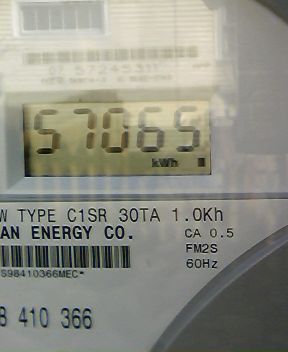 57065
kWh
W TYPE C1SR 30TA 1.0Kh
AN ENERGY CO.
CA 0.5
FM2S
60Hz
S98410366MEC*
8 410 366